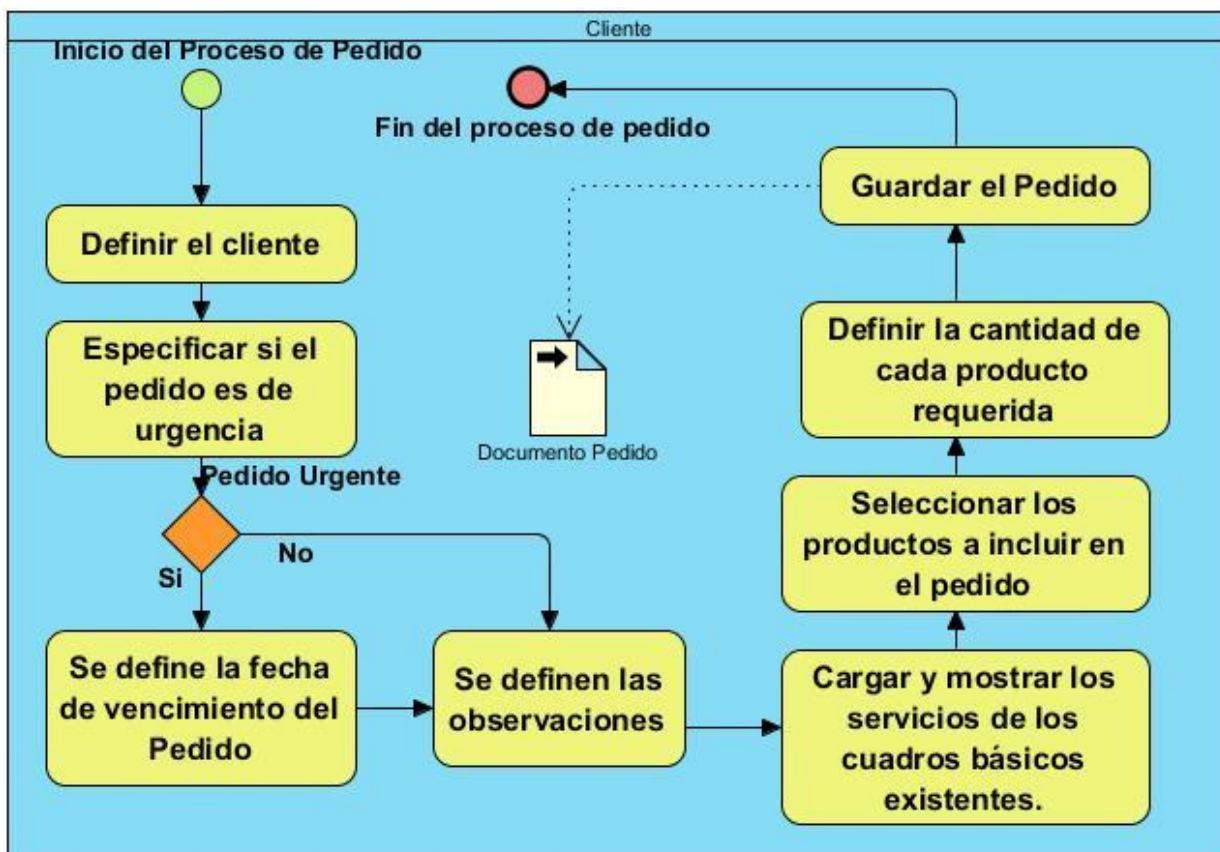 Cliente
Inicio del Proceso de Pedido
Fin del proceso de pedido
Definir el cliente
Especificar si el
pedido es de
urgencia
Pedido Urgente
Si
No
Se define la fecha
de vencimiento del
Pedido
Se definen las
observaciones
Cargar y mostrar los
servicios de los
cuadros básicos
existentes.
Seleccionar los
productos a incluir en
el pedido
Definir la cantidad de
cada producto
requerida
Guardar el Pedido
Documento Pedido